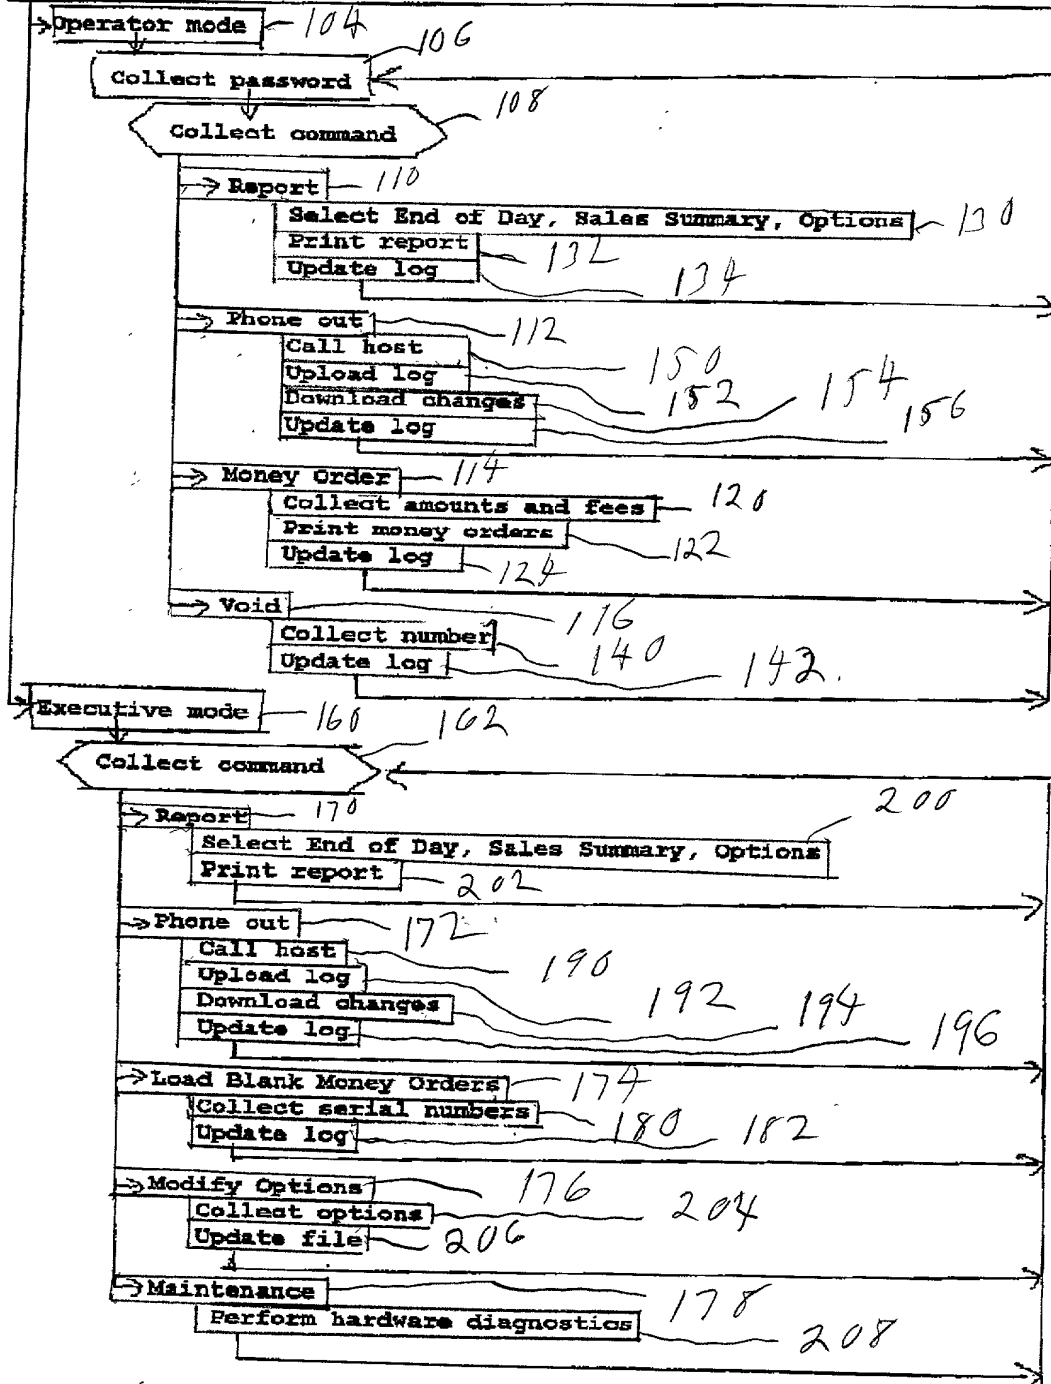 Operator mode 104
106
Collect password
108
Collect command
Report 110
Select End of Day, Sales Summary, Options 130
Print report 132
Update log 134
Phone out 112
Call host 150
Upload log 152 154
Download changes 156
Update log
Money Order 114
Collect amounts and fees 120
Print money orders 122
Update log 124
Void 116
Collect number 140
Update log 142.
Executive mode 160 162
Collect command
200
Report 170
Select End of Day, Sales Summary, Options
Print report 202
Phone out 172
Call host 190
Upload log 192 194 196
Download changes
Update log
Load Blank Money Orders 174
Collect serial numbers 180 182
Update log
Modify Options 176
Collect options 204
Update file 206
Maintenance 178
Perform hardware diagnostics 208